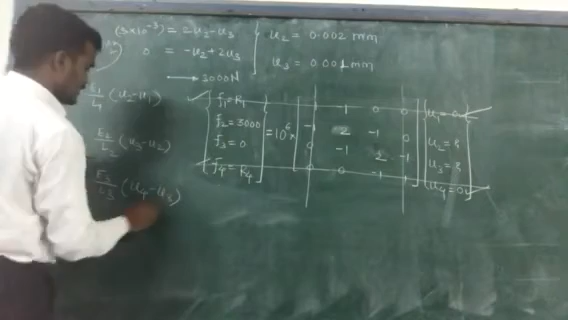 (3×10⁻³) = 2u₂-u₃
u₂ = 0.002 mm
0 = -u₂+2u₃
u₃ = 0.001 mm
→ 3000N
E₁/L₁ (u₂-u₁)
E₂/L₂ (u₃-u₂)
E₃/L₃ (u₄-u₃)
f₁ = R₁
1 -1 0 0
u₁ = 0
f₂ = 3000
= 10⁶
-1 2 -1 0
u₂ = ?
f₃ = 0
0 -1 2 -1
u₃ = ?
f₄ = R₄
0 0 -1 1
u₄ = 0